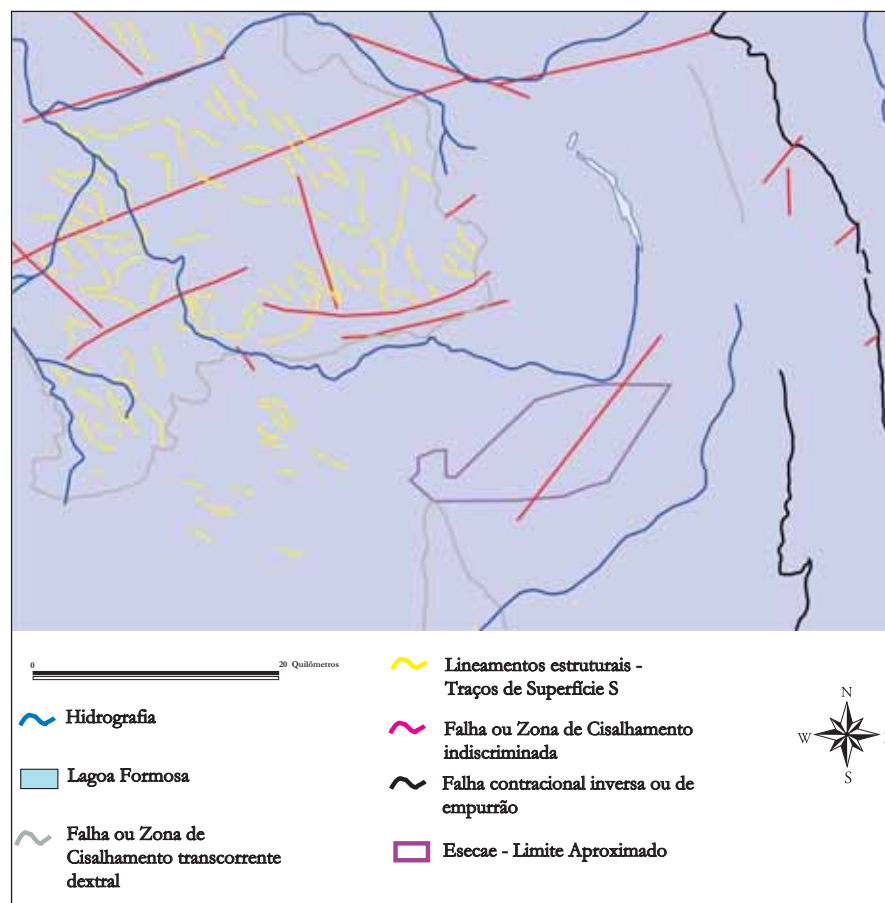 0
20 Quilômetros
Hidrografia
Lagoa Formosa
Falha ou Zona de
Cisalhamento transcorrente
dextral
Lineamentos estruturais -
Traços de Superfície S
Falha ou Zona de Cisalhamento
indiscriminada
Falha contracional inversa ou de
empurrão
Esecae - Limite Aproximado
N
W
S